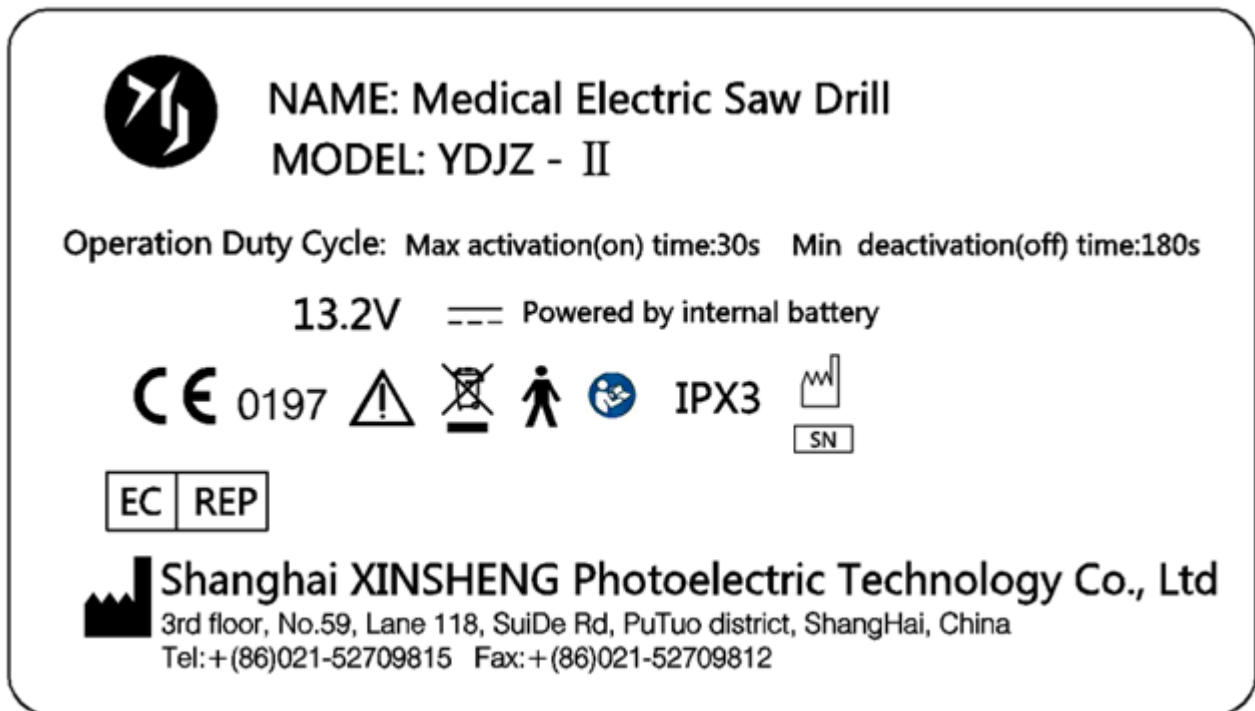 NAME: Medical Electric Saw Drill
MODEL: YDJZ - Ⅱ
Operation Duty Cycle: Max activation(on) time:30s Min deactivation(off) time:180s
13.2V Powered by internal battery
CE 0197 IPX3
SN
EC REP
Shanghai XINSHENG Photoelectric Technology Co., Ltd
3rd floor, No.59, Lane 118, SuiDe Rd, PuTuo district, ShangHai, China
Tel:+(86)021-52709815 Fax:+(86)021-52709812